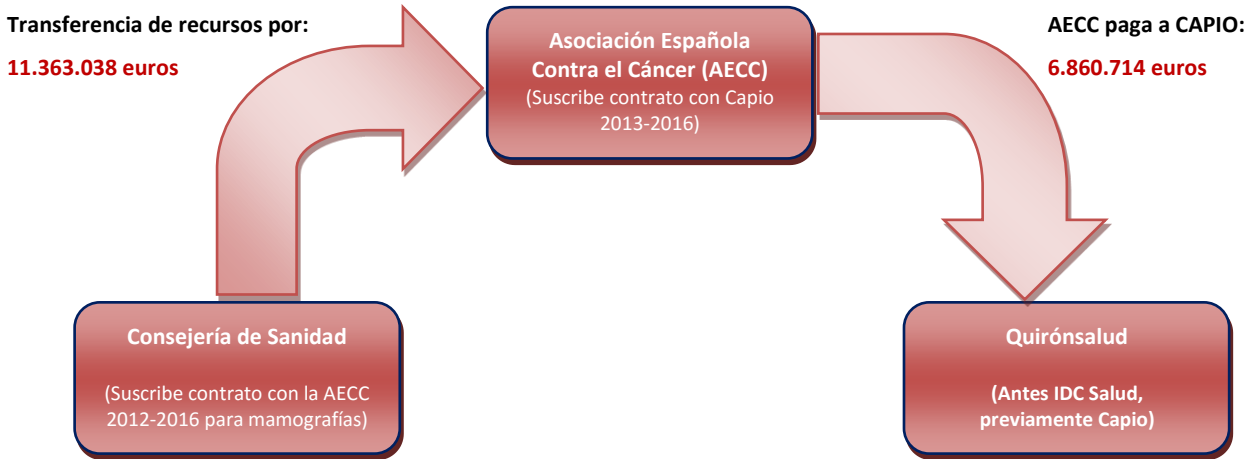 Transferencia de recursos por:
11.363.038 euros
Asociación Española
Contra el Cáncer (AECC)
(Suscribe contrato con Capio
2013-2016)
AECC paga a CAPIO:
6.860.714 euros
Consejería de Sanidad
(Suscribe contrato con la AECC
2012-2016 para mamografías)
Quirónsalud
(Antes IDC Salud,
previamente Capio)